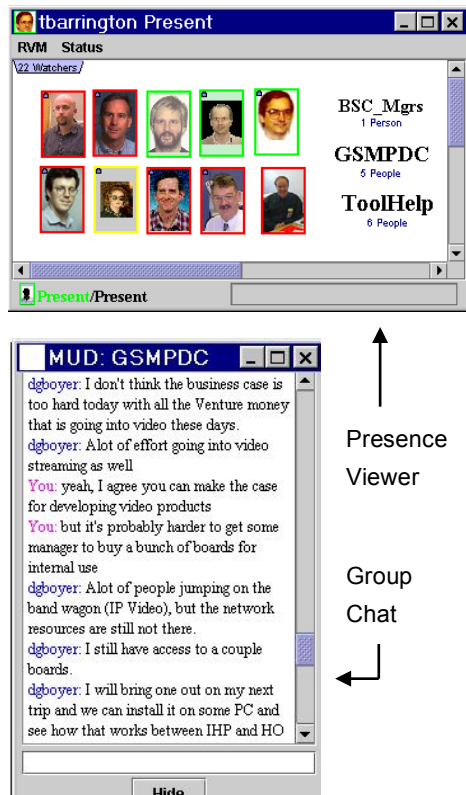 tbarrington Present
RVM Status
22 Watchers
BSC_Mgrs
1 Person
GSMPDC
5 People
ToolHelp
6 People
Present/Present
MUD: GSMPDC
dgboyer: I don't think the business case is
too hard today with all the Venture money
that is going into video these days.
dgboyer: Alot of effort going into video
streaming as well
You: yeah, I agree you can make the case
for developing video products
You: but it's probably harder to get some
manager to buy a bunch of boards for
internal use
dgboyer: Alot of people jumping on the
band wagon (IP Video), but the network
resources are still not there.
dgboyer: I still have access to a couple
boards.
dgboyer: I will bring one out on my next
trip and we can install it on some PC and
see how that works between IHP and HO
Hide
Presence
Viewer
Group
Chat